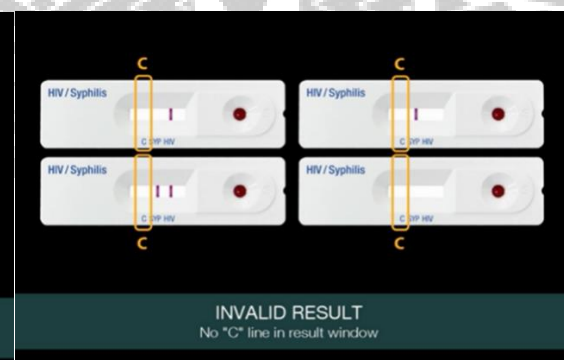 C C
HIV/Syphilis HIV/Syphilis
C SYP HIV C SYP HIV
HIV/Syphilis HIV/Syphilis
C SYP HIV C SYP HIV
C C
INVALID RESULT
No "C" line in result window